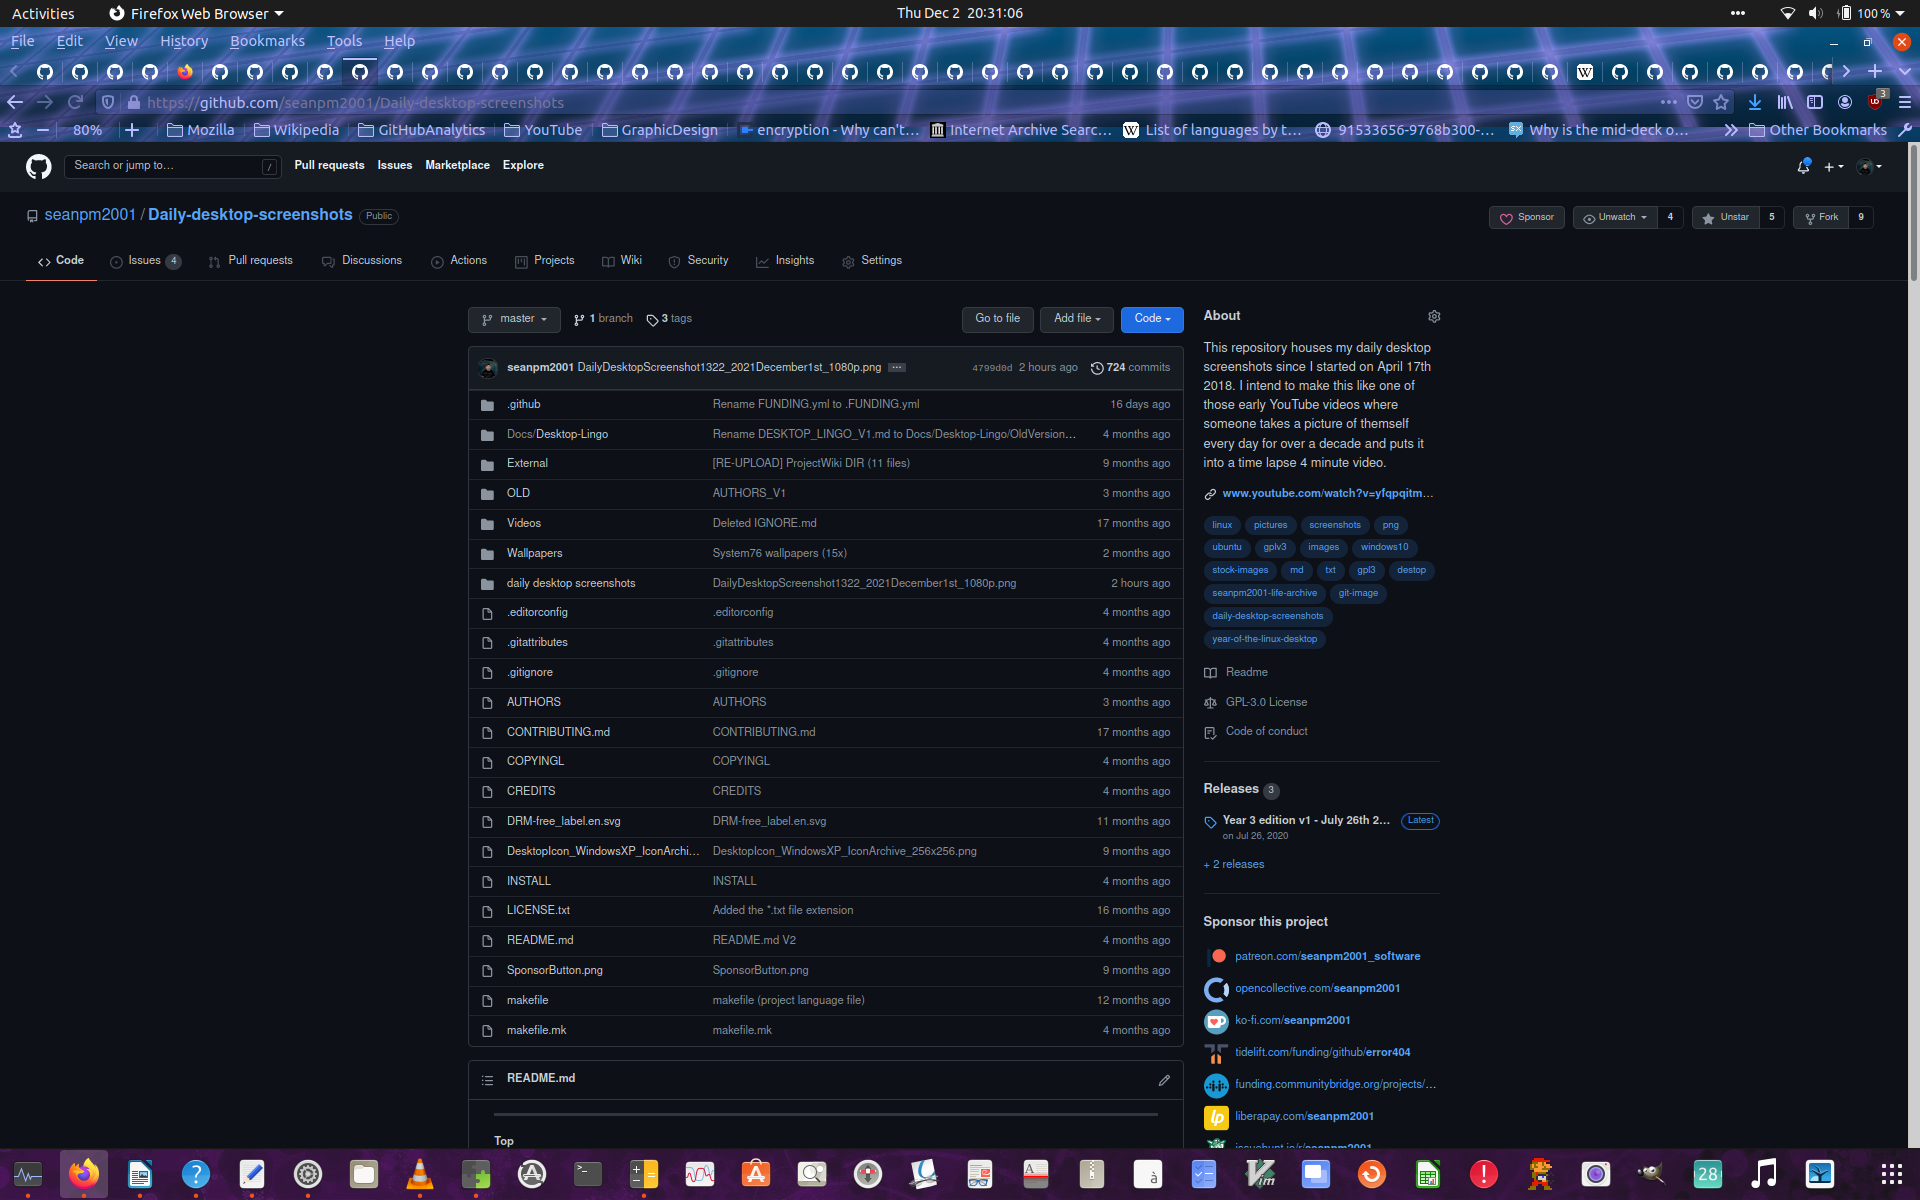 Activities Firefox Web Browser Thu Dec 2 20:31:06 100 %
File Edit View History Bookmarks Tools Help
https://github.com/seanpm2001/Daily-desktop-screenshots 3
80% Mozilla Wikipedia GitHubAnalytics YouTube GraphicDesign encryption - Why can't… Internet Archive Searc… List of languages by t… 91533656-9768b300-… Why is the mid-deck o… Other Bookmarks
Search or jump to… / Pull requests Issues Marketplace Explore
seanpm2001 / Daily-desktop-screenshots Public Sponsor Unwatch 4 Unstar 5 Fork 9
Code Issues 4 Pull requests Discussions Actions Projects Wiki Security Insights Settings
master 1 branch 3 tags Go to file Add file Code
seanpm2001 DailyDesktopScreenshot1322_2021December1st_1080p.png … 4799d0d 2 hours ago 724 commits
.github Rename FUNDING.yml to .FUNDING.yml 16 days ago
Docs/Desktop-Lingo Rename DESKTOP_LINGO_V1.md to Docs/Desktop-Lingo/OldVersion… 4 months ago
External [RE-UPLOAD] ProjectWiki DIR (11 files) 9 months ago
OLD AUTHORS_V1 3 months ago
Videos Deleted IGNORE.md 17 months ago
Wallpapers System76 wallpapers (15x) 2 months ago
daily desktop screenshots DailyDesktopScreenshot1322_2021December1st_1080p.png 2 hours ago
.editorconfig .editorconfig 4 months ago
.gitattributes .gitattributes 4 months ago
.gitignore .gitignore 4 months ago
AUTHORS AUTHORS 3 months ago
CONTRIBUTING.md CONTRIBUTING.md 17 months ago
COPYINGL COPYINGL 4 months ago
CREDITS CREDITS 4 months ago
DRM-free_label.en.svg DRM-free_label.en.svg 11 months ago
DesktopIcon_WindowsXP_IconArchi… DesktopIcon_WindowsXP_IconArchive_256x256.png 9 months ago
INSTALL INSTALL 4 months ago
LICENSE.txt Added the *.txt file extension 16 months ago
README.md README.md V2 4 months ago
SponsorButton.png SponsorButton.png 9 months ago
makefile makefile (project language file) 12 months ago
makefile.mk makefile.mk 4 months ago
README.md
Top
About
This repository houses my daily desktop
screenshots since I started on April 17th
2018. I intend to make this like one of
those early YouTube videos where
someone takes a picture of themself
every day for over a decade and puts it
into a time lapse 4 minute video.
www.youtube.com/watch?v=yfqpqitm…
linux pictures screenshots png
ubuntu gplv3 images windows10
stock-images md txt gpl3 destop
seanpm2001-life-archive git-image
daily-desktop-screenshots
year-of-the-linux-desktop
Readme
GPL-3.0 License
Code of conduct
Releases 3
Year 3 edition v1 - July 26th 2… Latest
on Jul 26, 2020
+ 2 releases
Sponsor this project
patreon.com/seanpm2001_software
opencollective.com/seanpm2001
ko-fi.com/seanpm2001
tidelift.com/funding/github/error404
funding.communitybridge.org/projects/…
liberapay.com/seanpm2001
issuehunt.io/r/seanpm2001
28